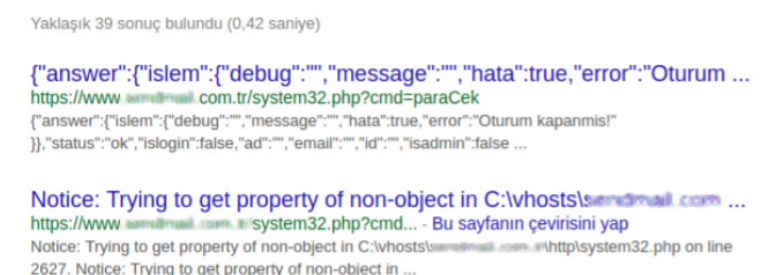 Yaklaşık 39 sonuç bulundu (0,42 saniye)
{"answer":{"islem":{"debug":"","message":"","hata":true,"error":"Oturum ...
https://www .com.tr/system32.php?cmd=paraCek
{"answer":{"islem":{"debug":"","message":"","hata":true,"error":"Oturum kapanmis!"
}},"status":"ok","islogin":false,"ad":"","email":"","id":"","isadmin":false ...
Notice: Trying to get property of non-object in C:\vhosts\ ...
https://www system32.php?cmd... - Bu sayfanın çevirisini yap
Notice: Trying to get property of non-object in C:\vhosts\ \http\system32.php on line
2627. Notice: Trying to get property of non-object in ...